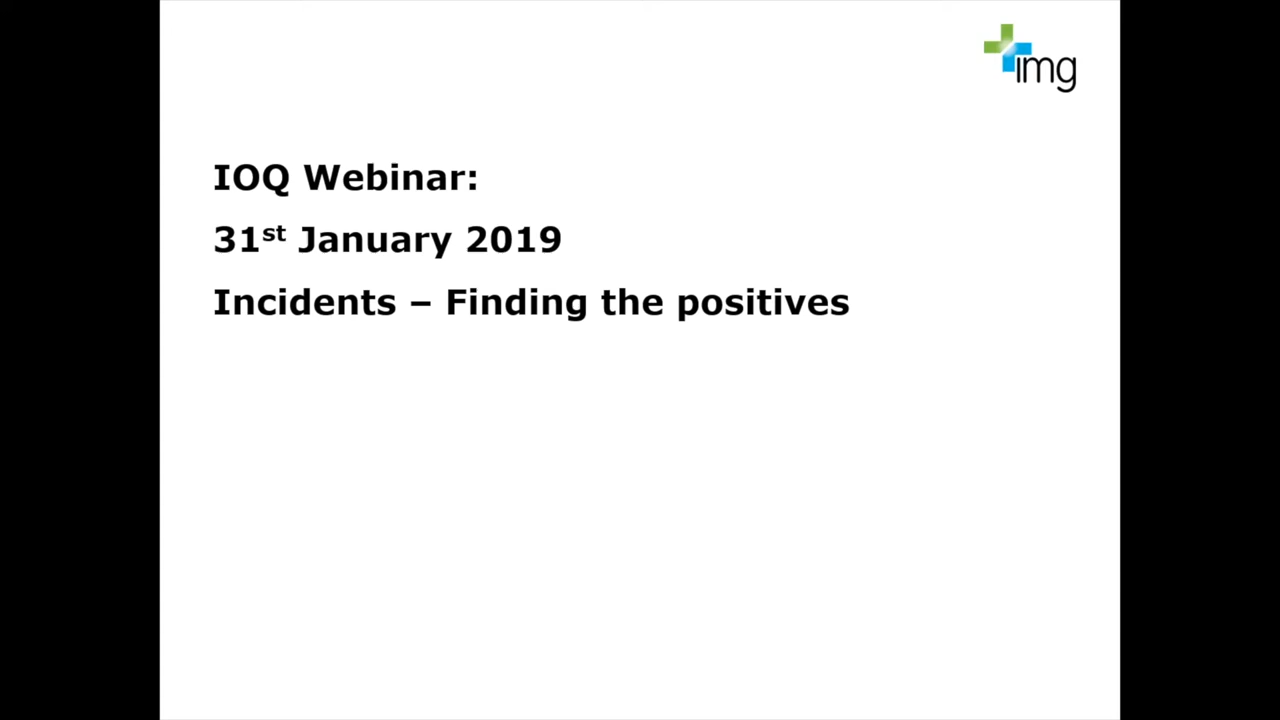 img
IOQ Webinar:
31st January 2019
Incidents – Finding the positives